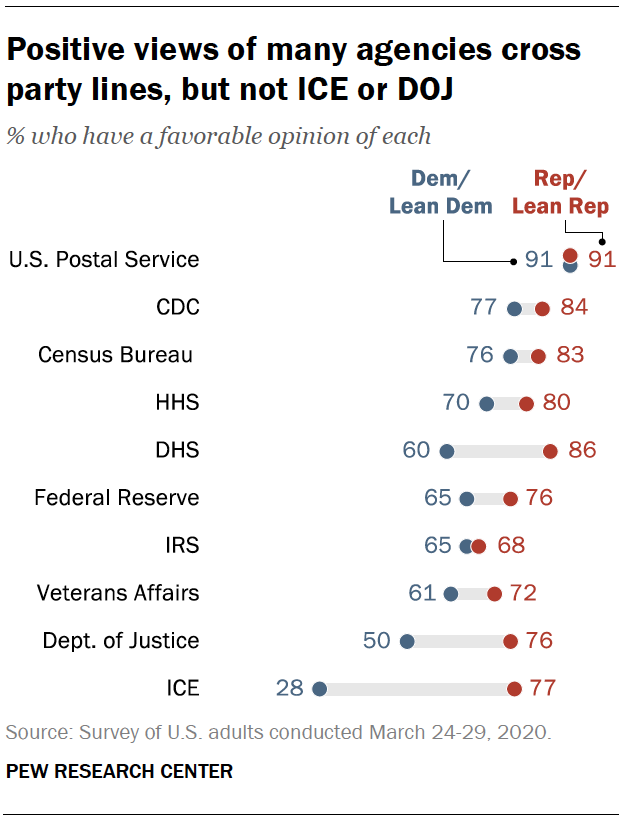 Positive views of many agencies cross
party lines, but not ICE or DOJ
% who have a favorable opinion of each
Dem/ Rep/
Lean Dem Lean Rep
U.S. Postal Service 91 91
CDC 77 84
Census Bureau 76 83
HHS 70 80
DHS 60 86
Federal Reserve 65 76
IRS 65 68
Veterans Affairs 61 72
Dept. of Justice 50 76
ICE 28 77
Source: Survey of U.S. adults conducted March 24-29, 2020.
PEW RESEARCH CENTER